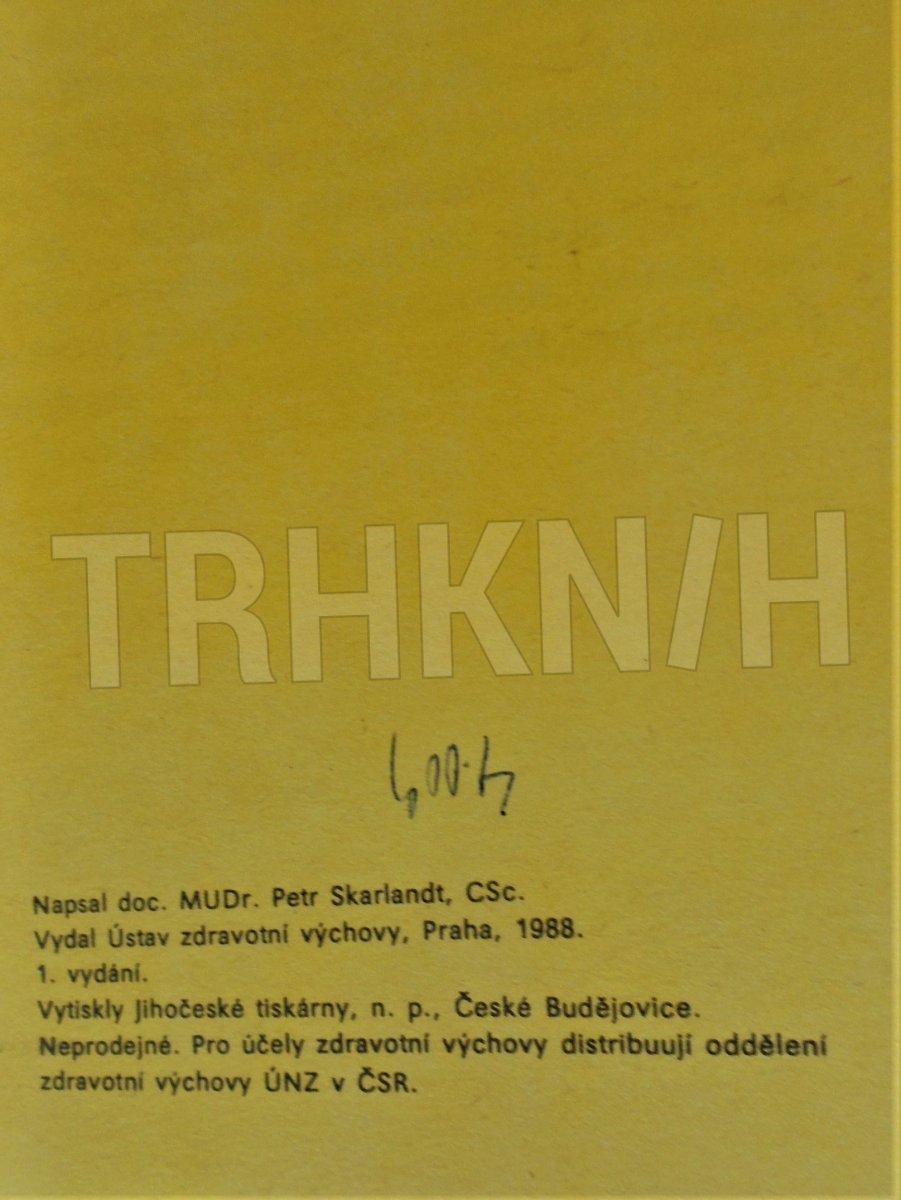 TRHKNIH
Napsal doc. MUDr. Petr Skarlandt, CSc.
Vydal Ústav zdravotní výchovy, Praha, 1988.
1. vydání.
Vytiskly Jihočeské tiskárny, n. p., České Budějovice.
Neprodejné. Pro účely zdravotní výchovy distribuují oddělení
zdravotní výchovy ÚNZ v ČSR.